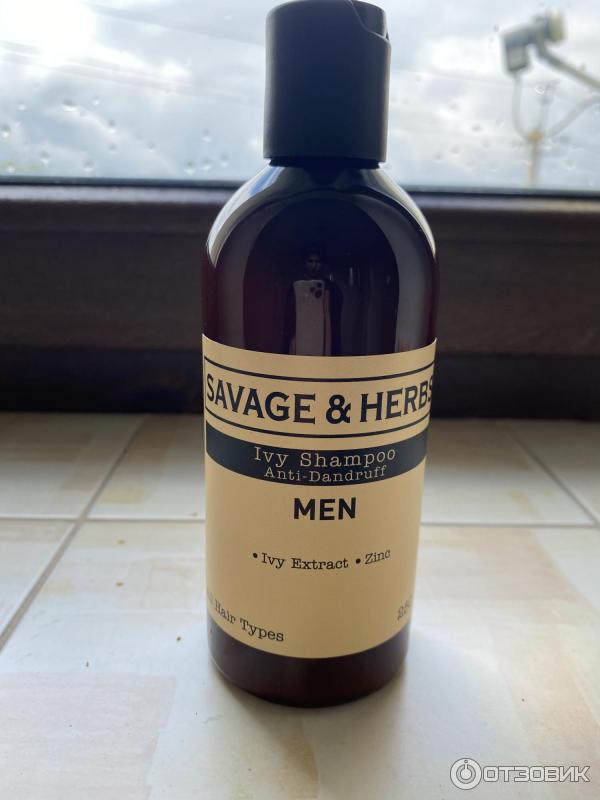 SAVAGE & HERBS
Ivy Shampoo
Anti-Dandruff
MEN
• Ivy Extract • Zinc
Hair Types
ОТЗОВИК